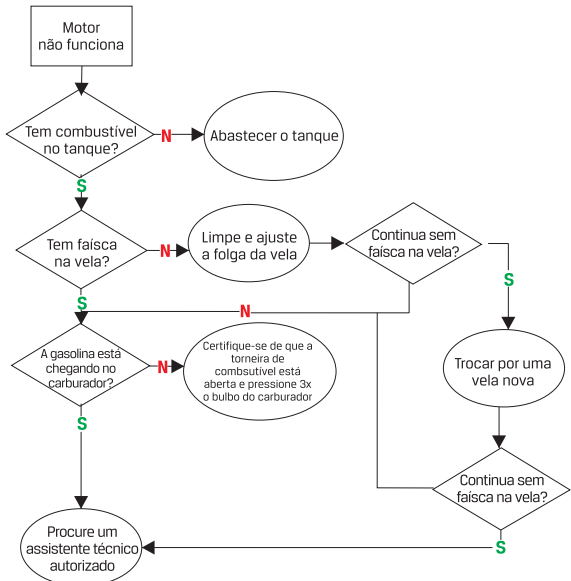 Motor
não funciona
Tem combustível
no tanque?
N
Abastecer o tanque
S
Tem faísca
na vela?
N
Limpe e ajuste
a folga da vela
Continua sem
faísca na vela?
S
S
N
A gasolina está
chegando no
carburador?
N
Certifique-se de que a
torneira de
combsutível está
aberta e pressione 3x
o bulbo do carburador
Trocar por uma
vela nova
S
Continua sem
faísca na vela?
S
Procure um
assistente técnico
autorizado